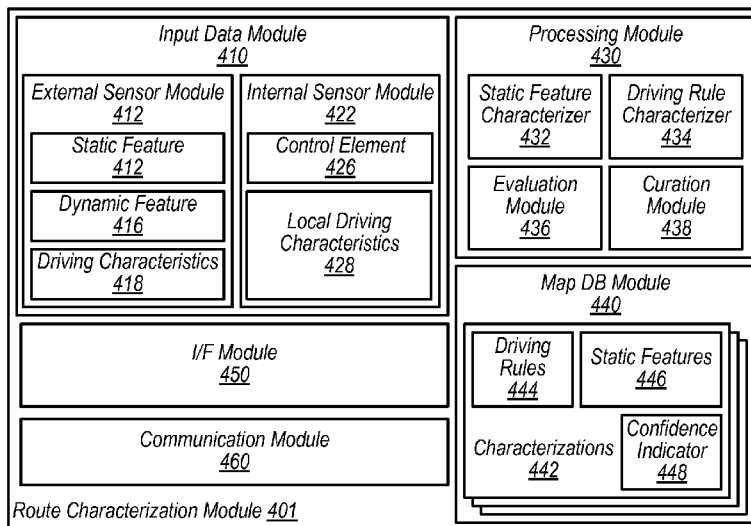 Input Data Module
410
External Sensor Module
412
Static Feature
412
Dynamic Feature
416
Driving Characteristics
418
Internal Sensor Module
422
Control Element
426
Local Driving
Characteristics
428
I/F Module
450
Communication Module
460
Route Characterization Module 401
Processing Module
430
Static Feature
Characterizer
432
Driving Rule
Characterizer
434
Evaluation
Module
436
Curation
Module
438
Map DB Module
440
Driving
Rules
444
Static Features
446
Characterizations
442
Confidence
Indicator
448